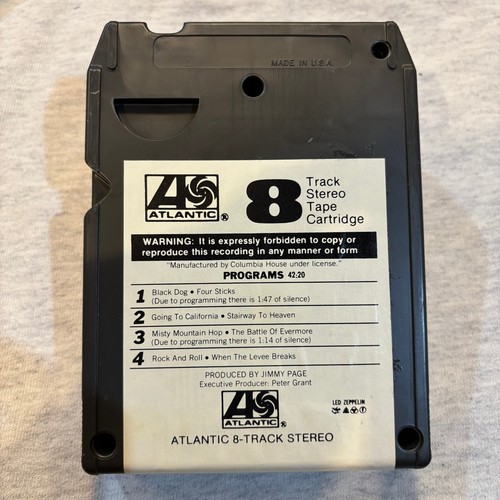 MADE IN U.S.A.
ATLANTIC®
8 Track
Stereo
Tape
Cartridge
WARNING: It is expressly forbidden to copy or
reproduce this recording in any manner or form
"Manufactured by Columbia House under license."
PROGRAMS 42:20
1 Black Dog • Four Sticks
(Due to programming there is 1:47 of silence)
2 Going To California • Stairway To Heaven
3 Misty Mountain Hop • The Battle Of Evermore
(Due to programming there is 1:14 of silence)
4 Rock And Roll • When The Levee Breaks
PRODUCED BY JIMMY PAGE
Executive Producer: Peter Grant
LED ZEPPELIN
ATLANTIC®
ATLANTIC 8-TRACK STEREO